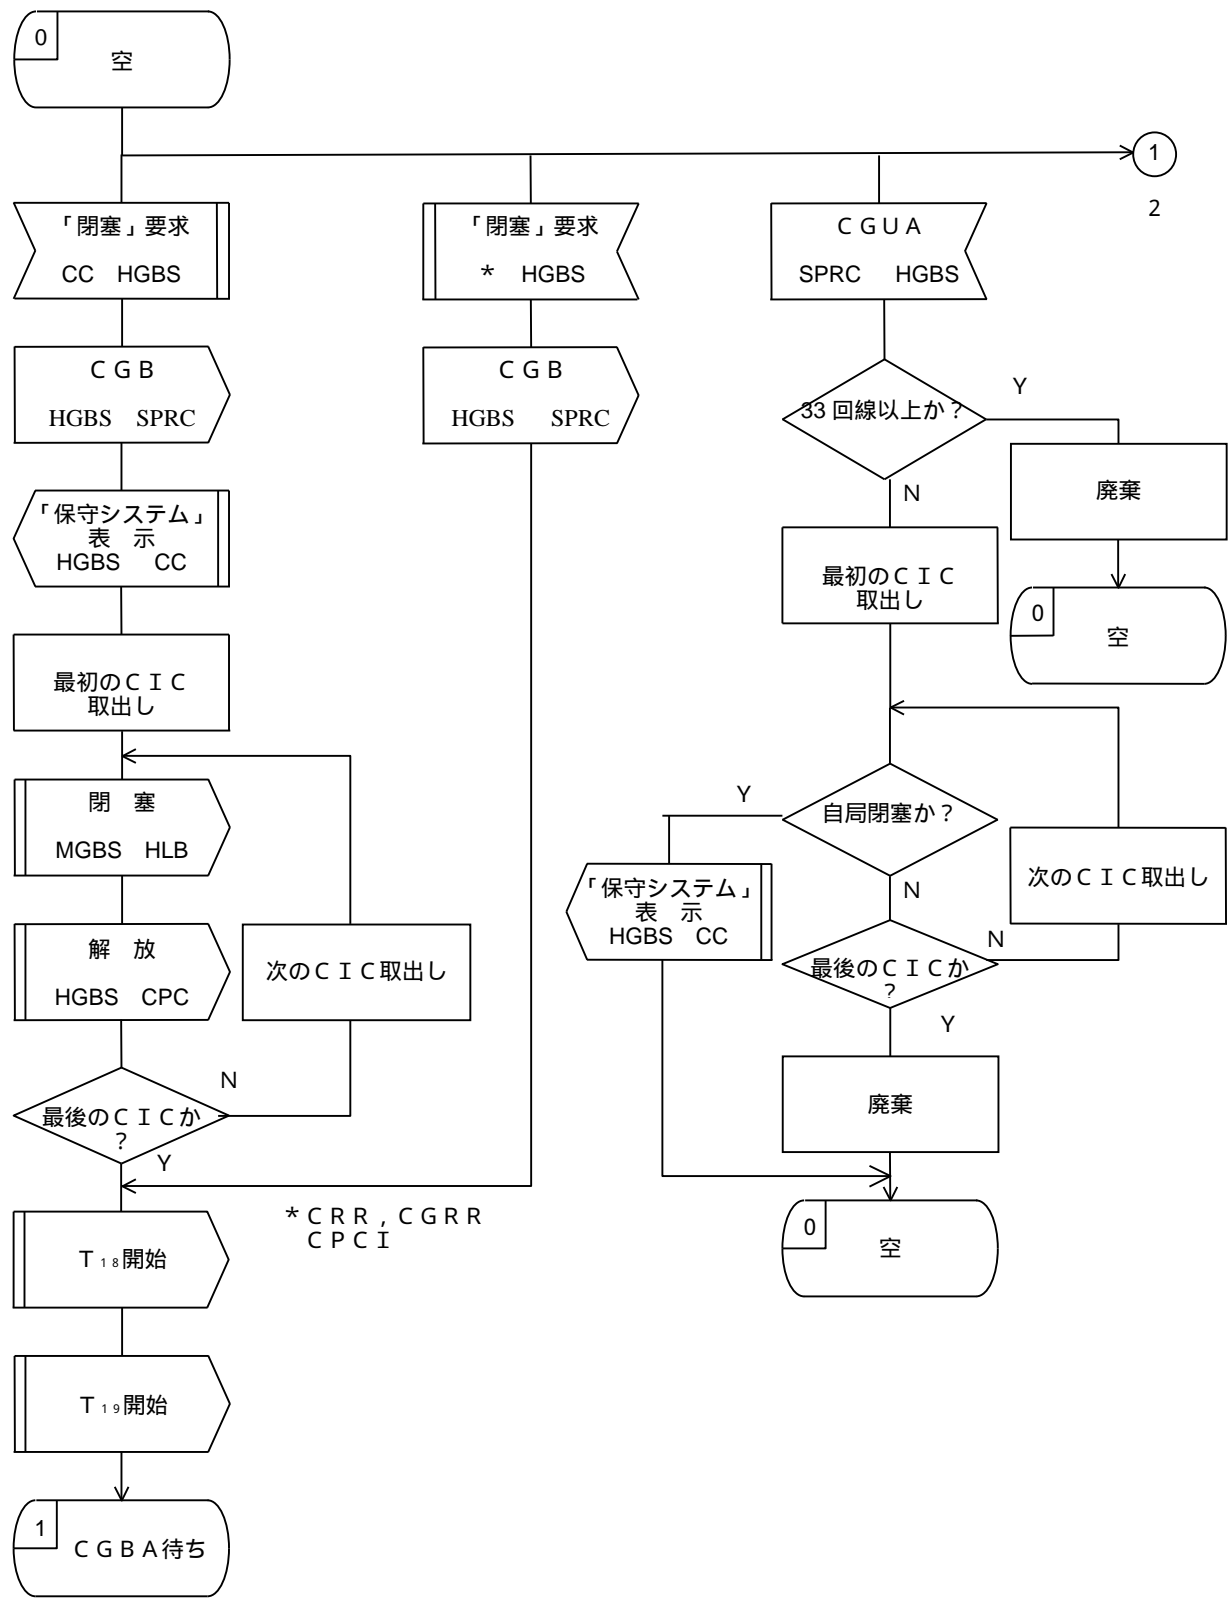 0
空
1
2
「閉塞」要求
CC HGBS
ＣＧＢ
HGBS SPRC
「保守システム」
表 示
HGBS CC
最初のＣＩＣ
取出し
閉 塞
MGBS HLB
解 放
HGBS CPC
次のＣＩＣ取出し
最後のＣＩＣか
？
N
Y
Ｔ₁₈開始
Ｔ₁₉開始
1
ＣＧＢＡ待ち
「閉塞」要求
* HGBS
ＣＧＢ
HGBS SPRC
*ＣＲＲ，ＣＧＲＲ
ＣＰＣＩ
ＣＧＵＡ
SPRC HGBS
33 回線以上か？
Y
廃棄
0
空
N
最初のＣＩＣ
取出し
自局閉塞か？
Y
「保守システム」
表 示
HGBS CC
N
最後のＣＩＣか
？
N
次のＣＩＣ取出し
Y
廃棄
0
空